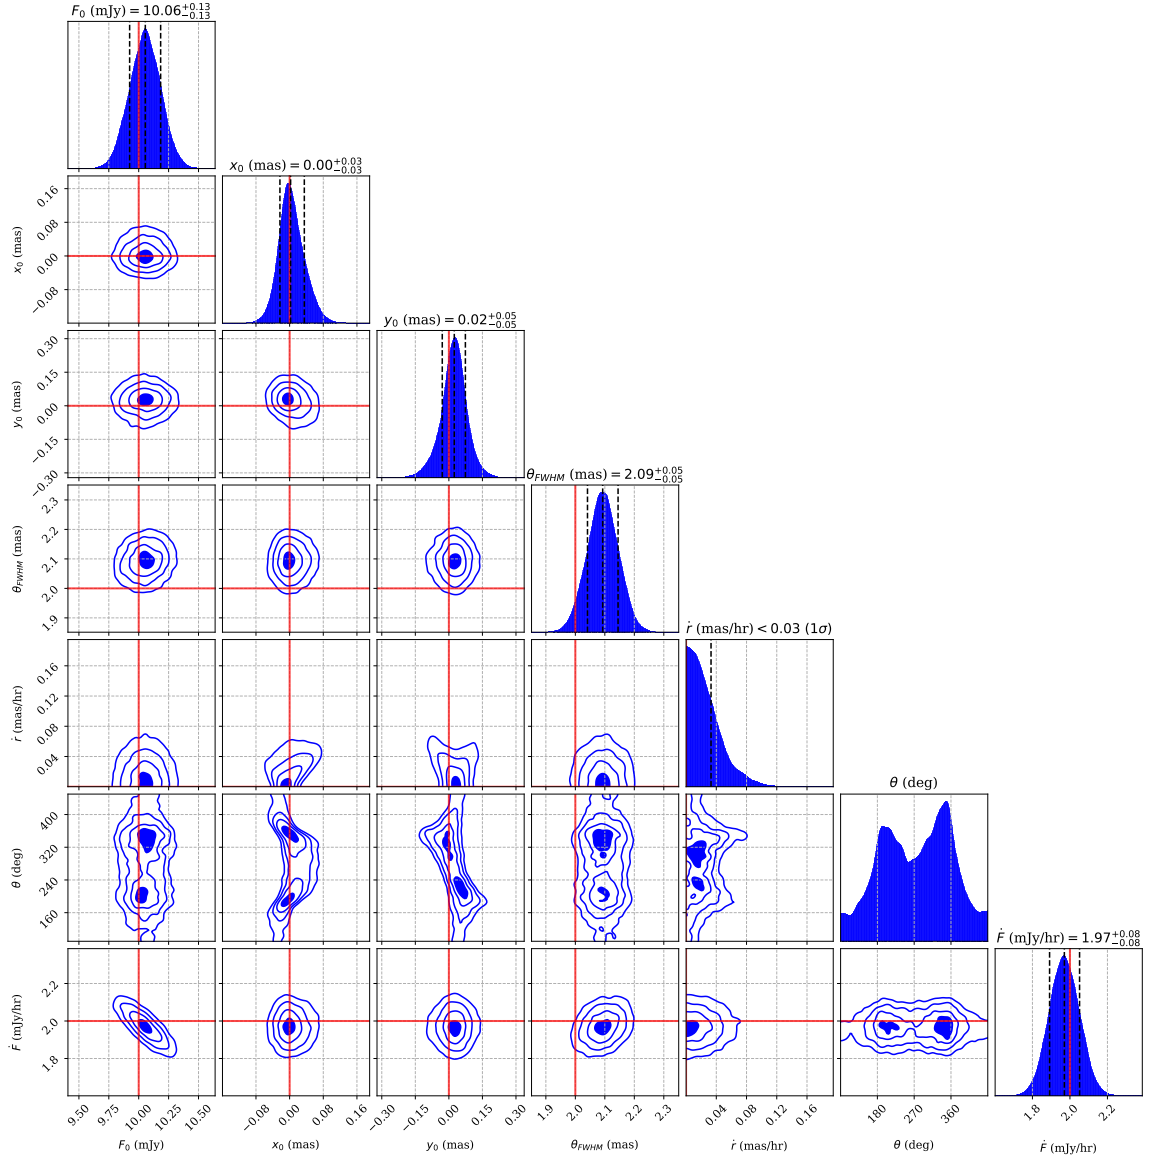 F₀ (mJy) = 10.06 +0.13 −0.13
x₀ (mas) = 0.00 +0.03 −0.03
0.16
0.08
0.00
−0.08
x₀ (mas)
y₀ (mas) = 0.02 +0.05 −0.05
0.30
0.15
0.00
−0.15
−0.30
y₀ (mas)
θFWHM (mas) = 2.09 +0.05 −0.05
2.3
2.2
2.1
2.0
1.9
θFWHM (mas)
ṙ (mas/hr) < 0.03 (1σ)
0.16
0.12
0.08
0.04
ṙ (mas/hr)
θ (deg)
400
320
240
160
θ (deg)
Ḟ (mJy/hr) = 1.97 +0.08 −0.08
2.2
2.0
1.8
Ḟ (mJy/hr)
9.50 9.75 10.00 10.25 10.50 −0.08 0.00 0.08 0.16 −0.30 −0.15 0.00 0.15 0.30 1.9 2.0 2.1 2.2 2.3 0.04 0.08 0.12 0.16 180 270 360 1.8 2.0 2.2
F₀ (mJy) x₀ (mas) y₀ (mas) θFWHM (mas) ṙ (mas/hr) θ (deg) Ḟ (mJy/hr)